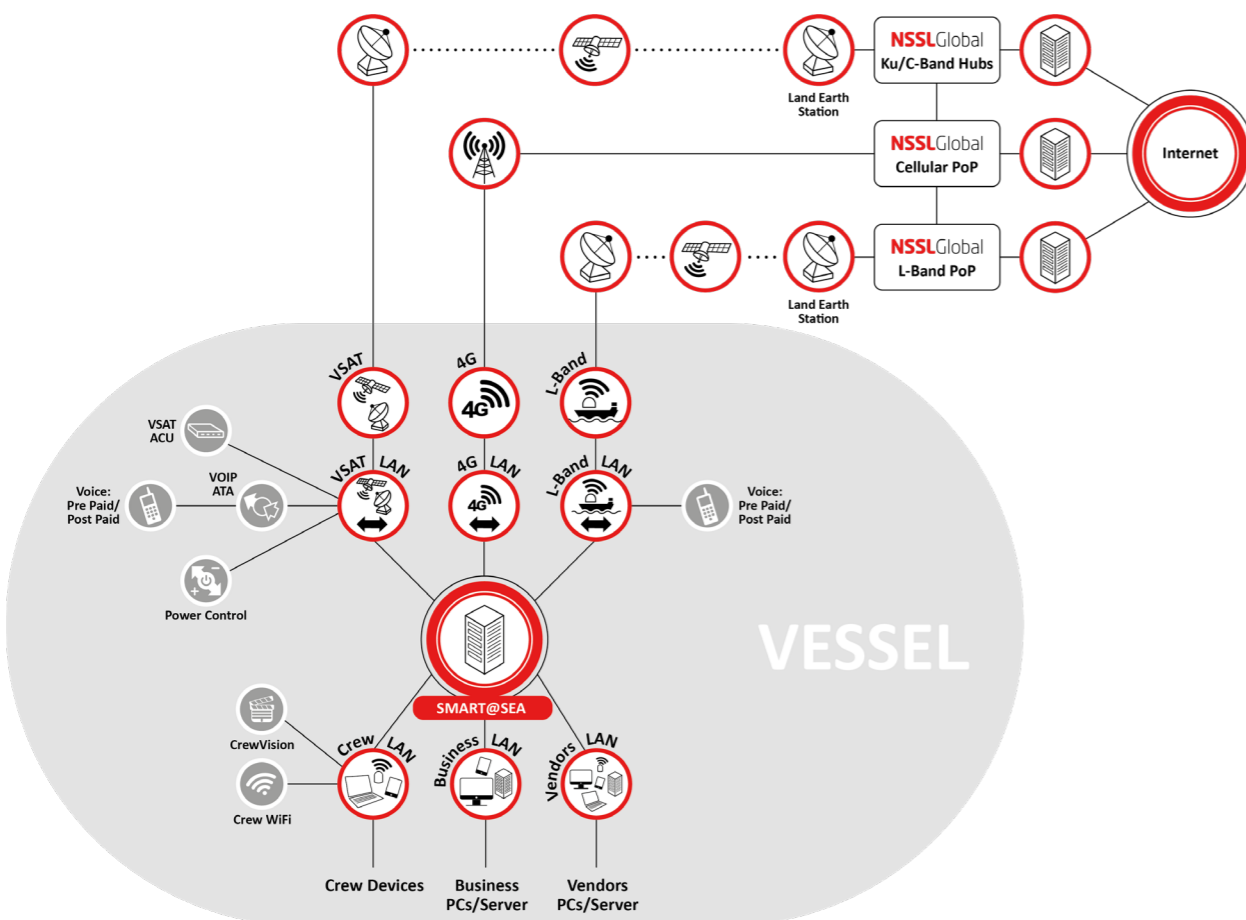 NSSLGlobal
Ku/C-Band Hubs
Land Earth
Station
NSSLGlobal
Cellular PoP
Internet
NSSLGlobal
L-Band PoP
Land Earth
Station
VSAT
4G
L-Band
4G
VSAT
ACU
VSAT LAN
4G LAN
L-Band LAN
4G
VOIP
ATA
Voice:
Pre Paid/
Post Paid
Voice:
Pre Paid/
Post Paid
Power Control
VESSEL
SMART@SEA
CrewVision
Crew LAN
Business LAN
Vendors LAN
Crew WiFi
Crew Devices
Business
PCs/Server
Vendors
PCs/Server